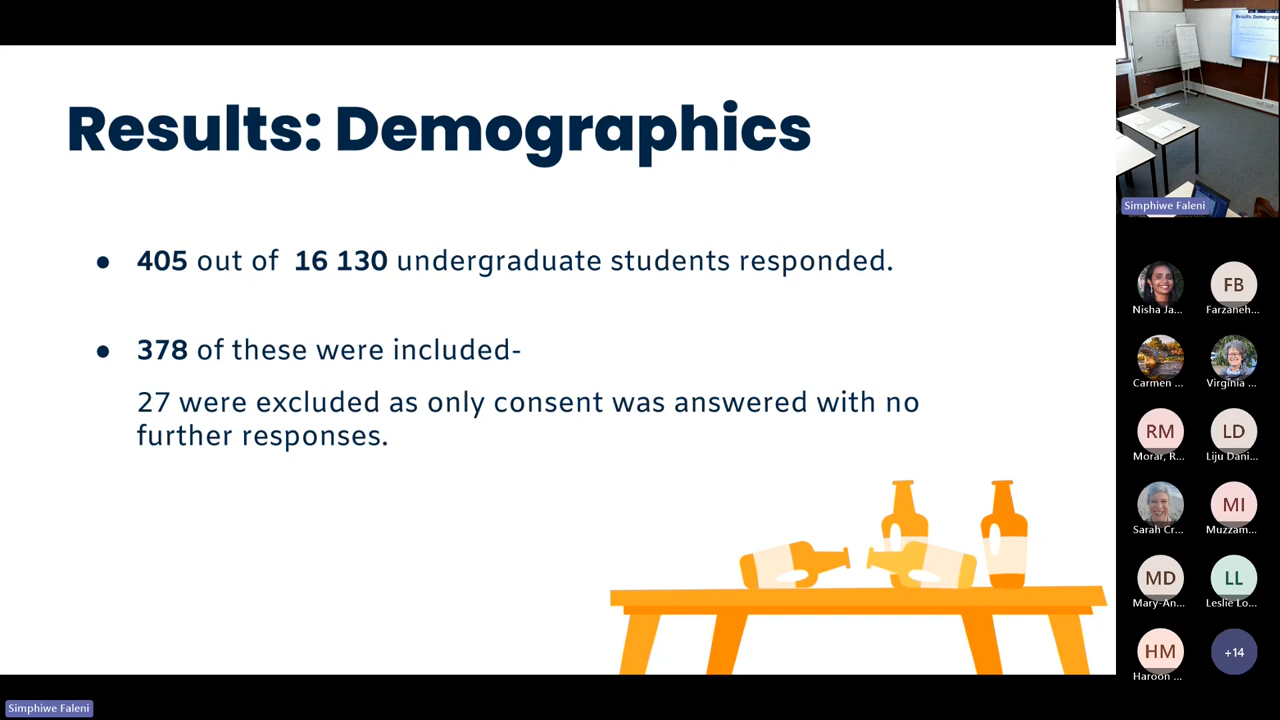 Results: Demographics
● 405 out of 16 130 undergraduate students responded.
● 378 of these were included-
27 were excluded as only consent was answered with no
further responses.
Simphiwe Faleni
Results: Demograp
Simphiwe Faleni
Nisha Ja...
FB
Farzaneh...
Carmen ...
Virginia ...
RM
Morar, R...
LD
Liju Dani...
Sarah Cr...
MI
Muzzam...
MD
Mary-An...
LL
Leslie Lo...
HM
Haroon ...
+14